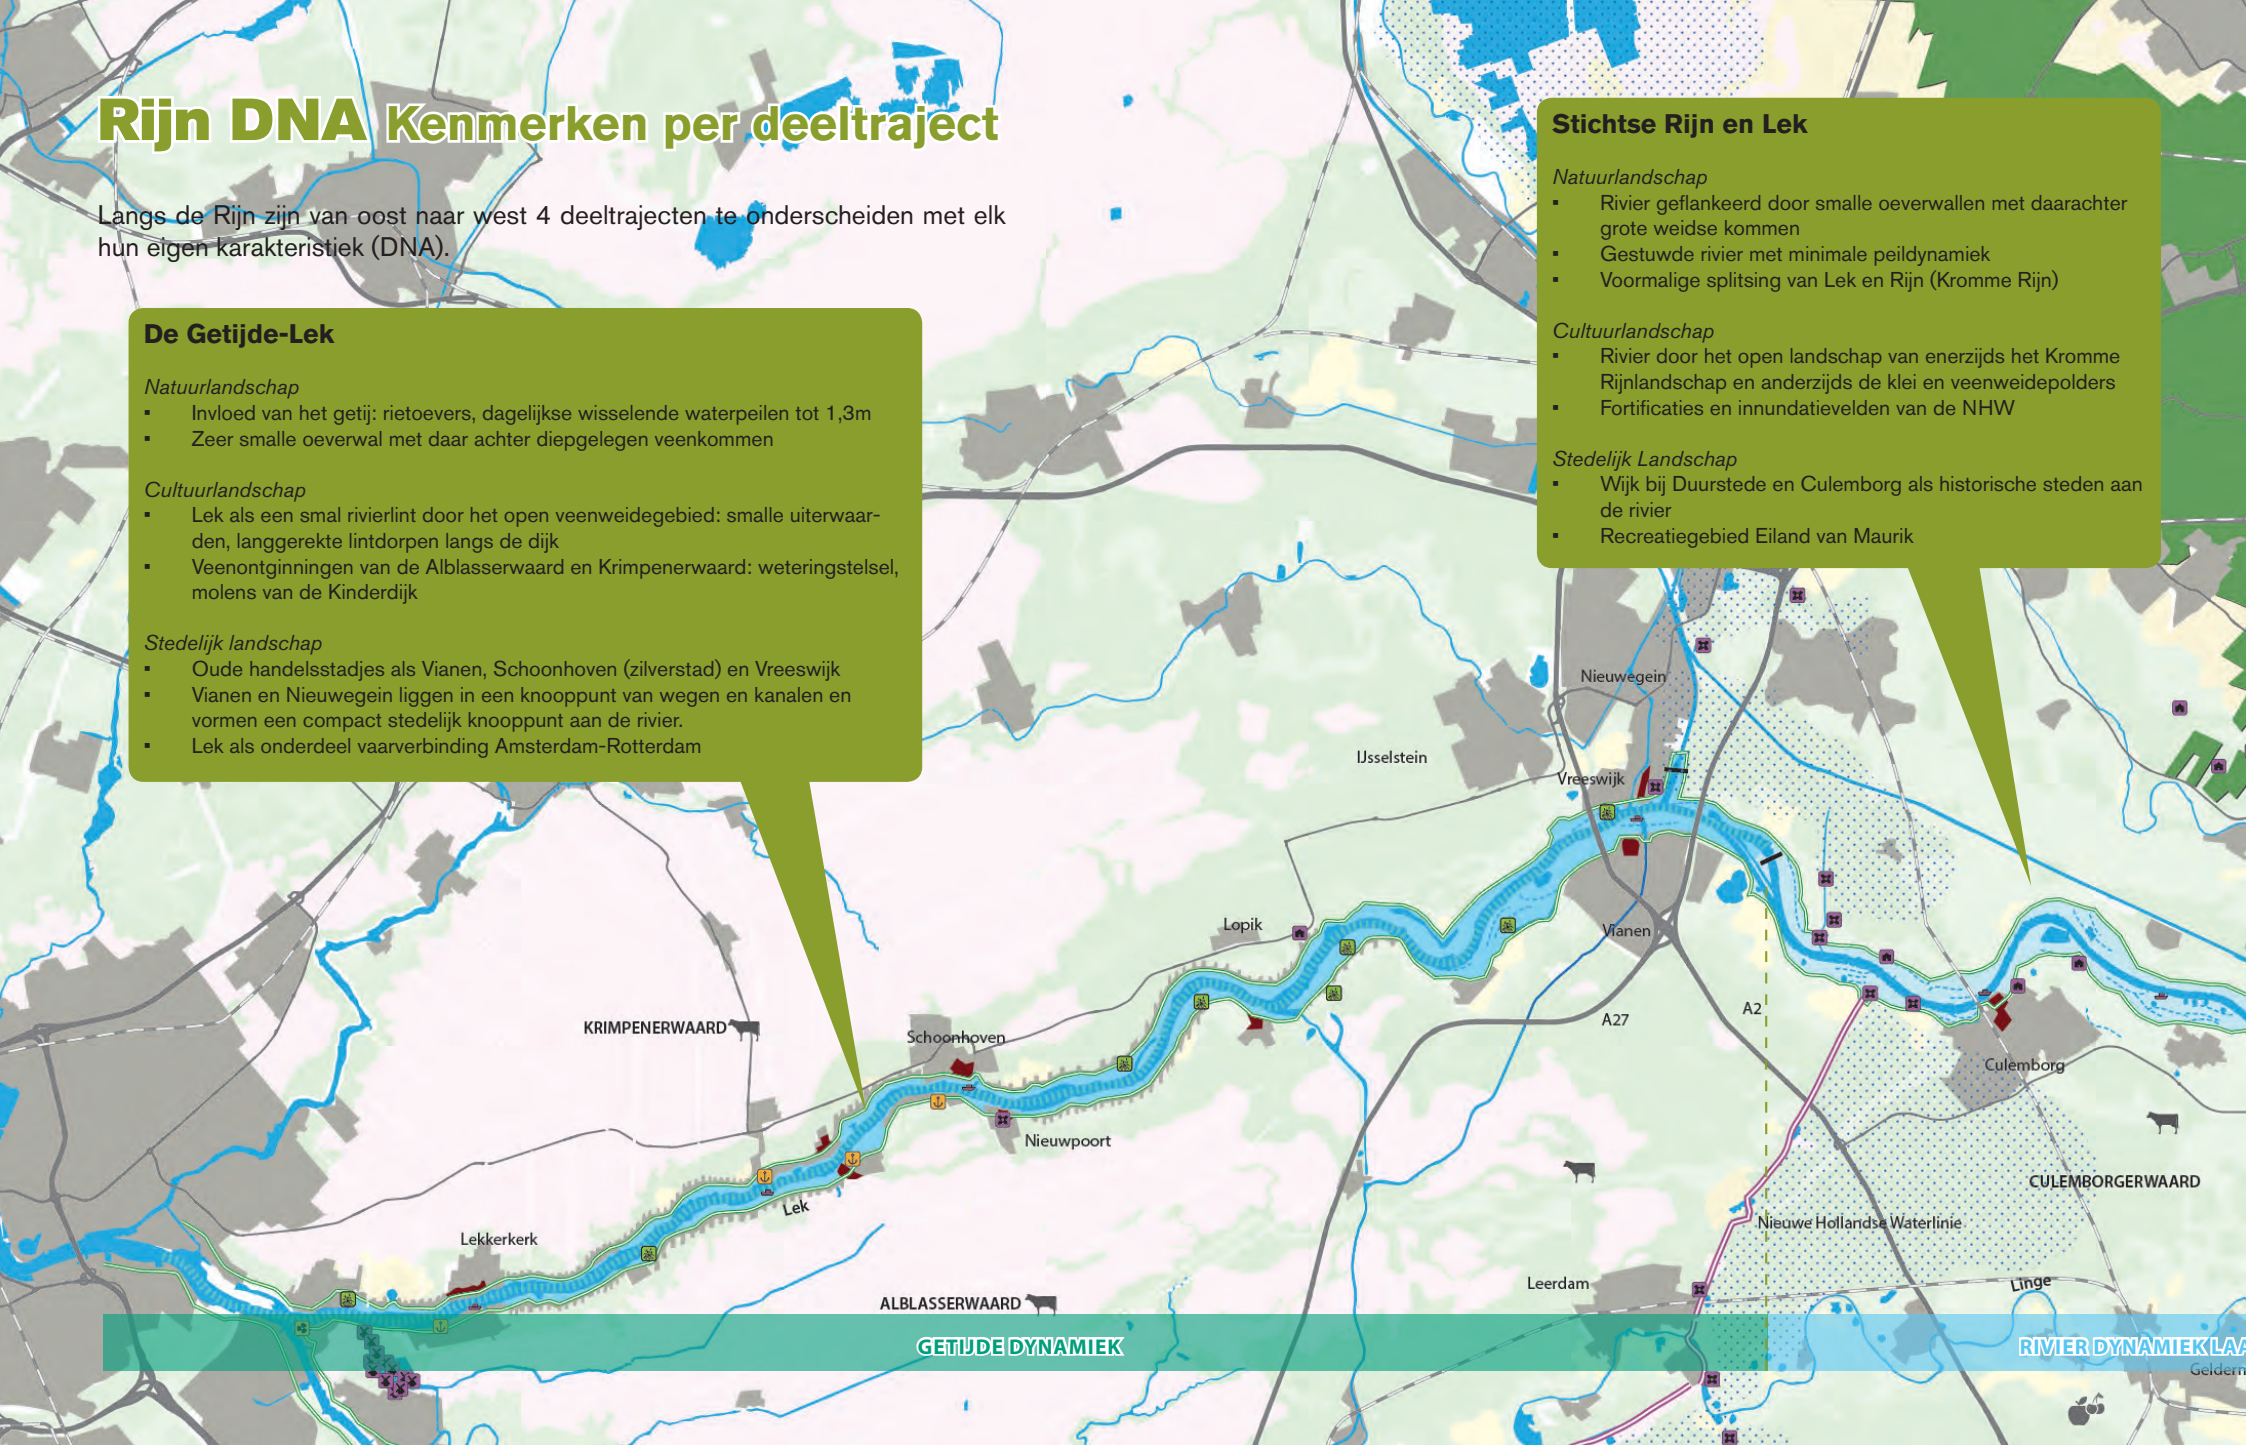 Rijn DNA Kenmerken per deeltraject
Langs de Rijn zijn van oost naar west 4 deeltrajecten te onderscheiden met elk
hun eigen karakteristiek (DNA).
De Getijde-Lek
Natuurlandschap
▪ Invloed van het getij: rietoevers, dagelijkse wisselende waterpeilen tot 1,3m
▪ Zeer smalle oeverwal met daar achter diepgelegen veenkommen
Cultuurlandschap
▪ Lek als een smal rivierlint door het open veenweidegebied: smalle uiterwaar-
den, langgerekte lintdorpen langs de dijk
▪ Veenontginningen van de Alblasserwaard en Krimpenerwaard: weteringstelsel,
molens van de Kinderdijk
Stedelijk landschap
▪ Oude handelsstadjes als Vianen, Schoonhoven (zilverstad) en Vreeswijk
▪ Vianen en Nieuwegein liggen in een knooppunt van wegen en kanalen en
vormen een compact stedelijk knooppunt aan de rivier.
▪ Lek als onderdeel vaarverbinding Amsterdam-Rotterdam
Stichtse Rijn en Lek
Natuurlandschap
▪ Rivier geflankeerd door smalle oeverwallen met daarachter
grote weidse kommen
▪ Gestuwde rivier met minimale peildynamiek
▪ Voormalige splitsing van Lek en Rijn (Kromme Rijn)
Cultuurlandschap
▪ Rivier door het open landschap van enerzijds het Kromme
Rijnlandschap en anderzijds de klei en veenweidepolders
▪ Fortificaties en innundatievelden van de NHW
Stedelijk Landschap
▪ Wijk bij Duurstede en Culemborg als historische steden aan
de rivier
▪ Recreatiegebied Eiland van Maurik
Nieuwegein
IJsselstein
Vreeswijk
Lopik
Vianen
A2
A27
KRIMPENERWAARD
Schoonhoven
Culemborg
Nieuwpoort
CULEMBORGERWAARD
Lek
Nieuwe Hollandse Waterlinie
Lekkerkerk
Leerdam
Linge
ALBLASSERWAARD
GETIJDE DYNAMIEK
RIVIER DYNAMIEK LAA
Gelderm